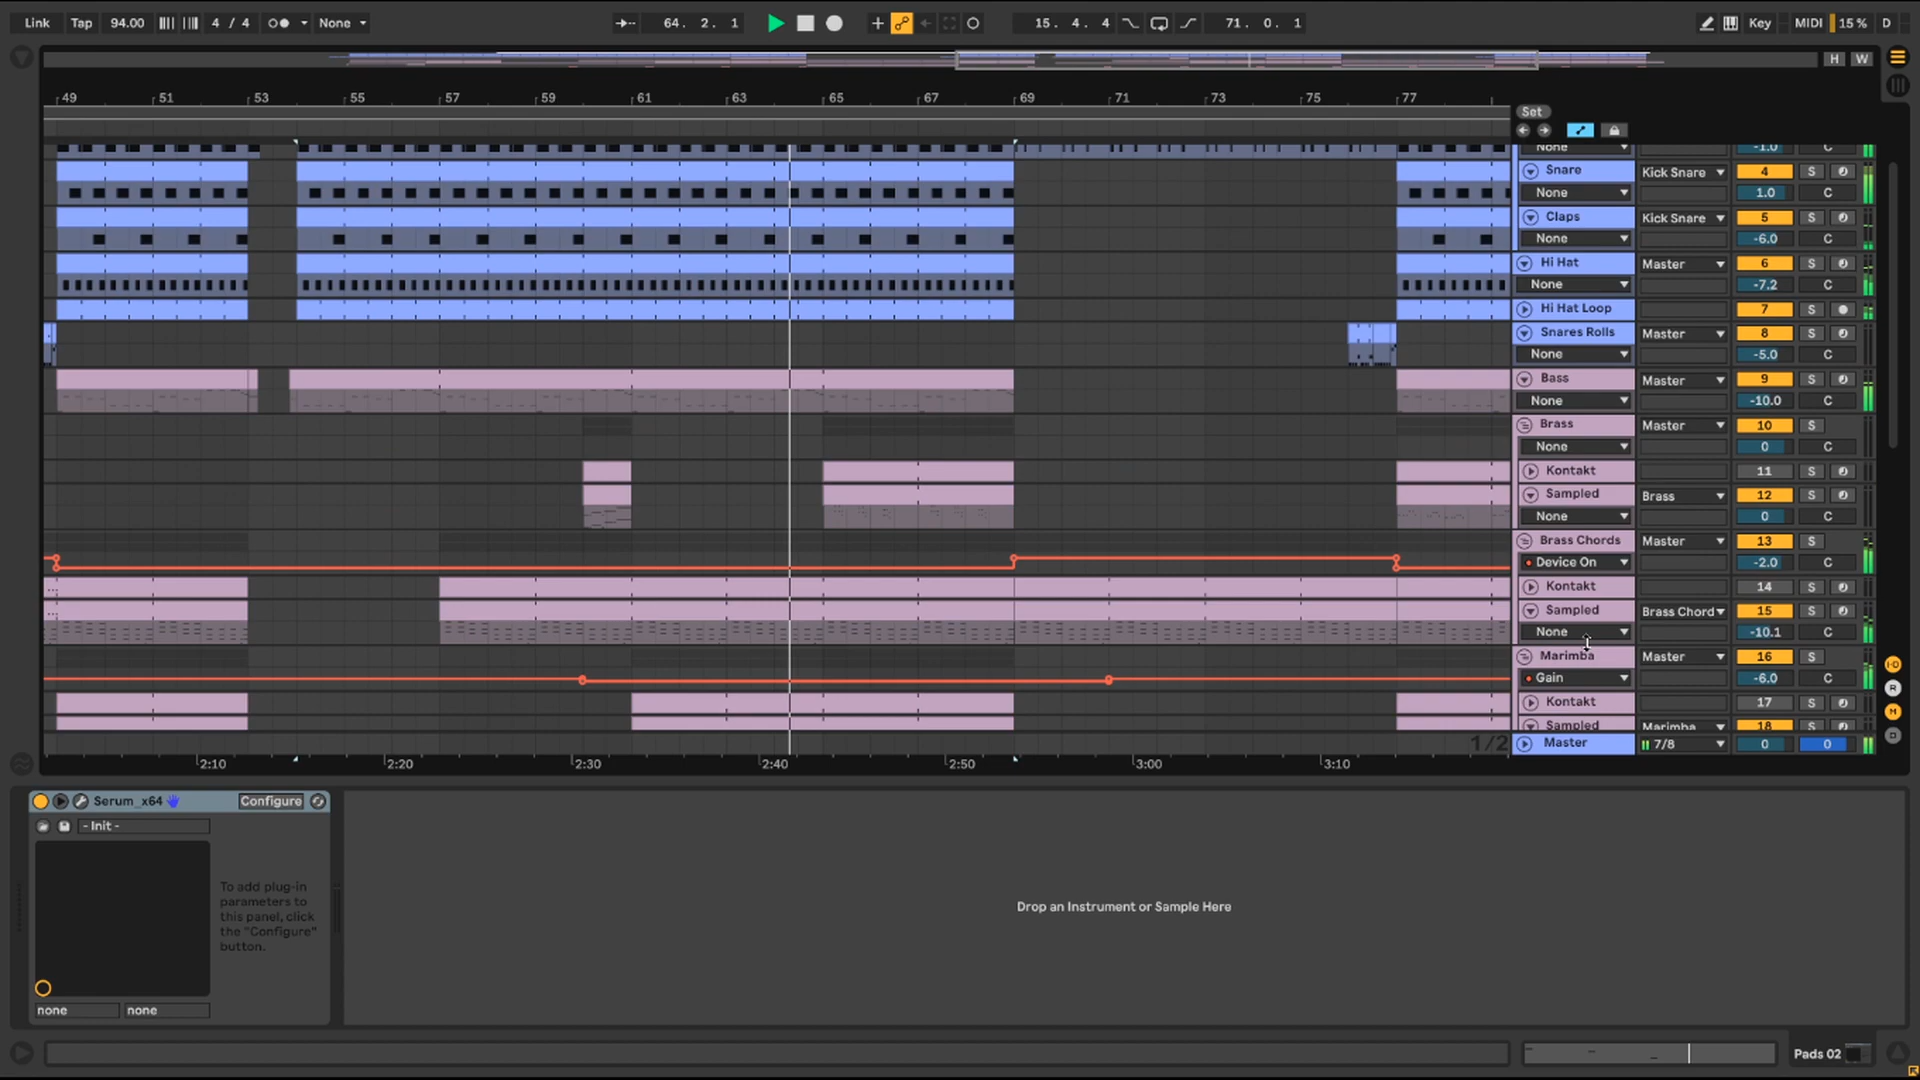 Link Tap 94.00 4 / 4 None 64. 2. 1 15. 4. 4 71. 0. 1 Key MIDI 15 % D
H W
49 51 53 55 57 59 61 63 65 67 69 71 73 75 77
Set
None -1.0 C
Snare Kick Snare 4 S
None 1.0 C
Claps Kick Snare 5 S
None -6.0 C
Hi Hat Master 6 S
None -7.2 C
Hi Hat Loop 7 S
Snares Rolls Master 8 S
None -5.0 C
Bass Master 9 S
None -10.0 C
Brass Master 10 S
None 0 C
Kontakt 11 S
Sampled Brass 12 S
None 0 C
Brass Chords Master 13 S
Device On -2.0 C
Kontakt 14 S
Sampled Brass Chord 15 S
None -10.1 C
Marimba Master 16 S
Gain -6.0 C
Kontakt 17 S
Sampled Marimba 18
1/2 Master 7/8 0 0
I·O
R
M
D
2:10 2:20 2:30 2:40 2:50 3:00 3:10
Serum_x64 Configure
- Init -
To add plug-in
parameters to
this panel, click
the "Configure"
button.
none none
Drop an Instrument or Sample Here
Pads 02